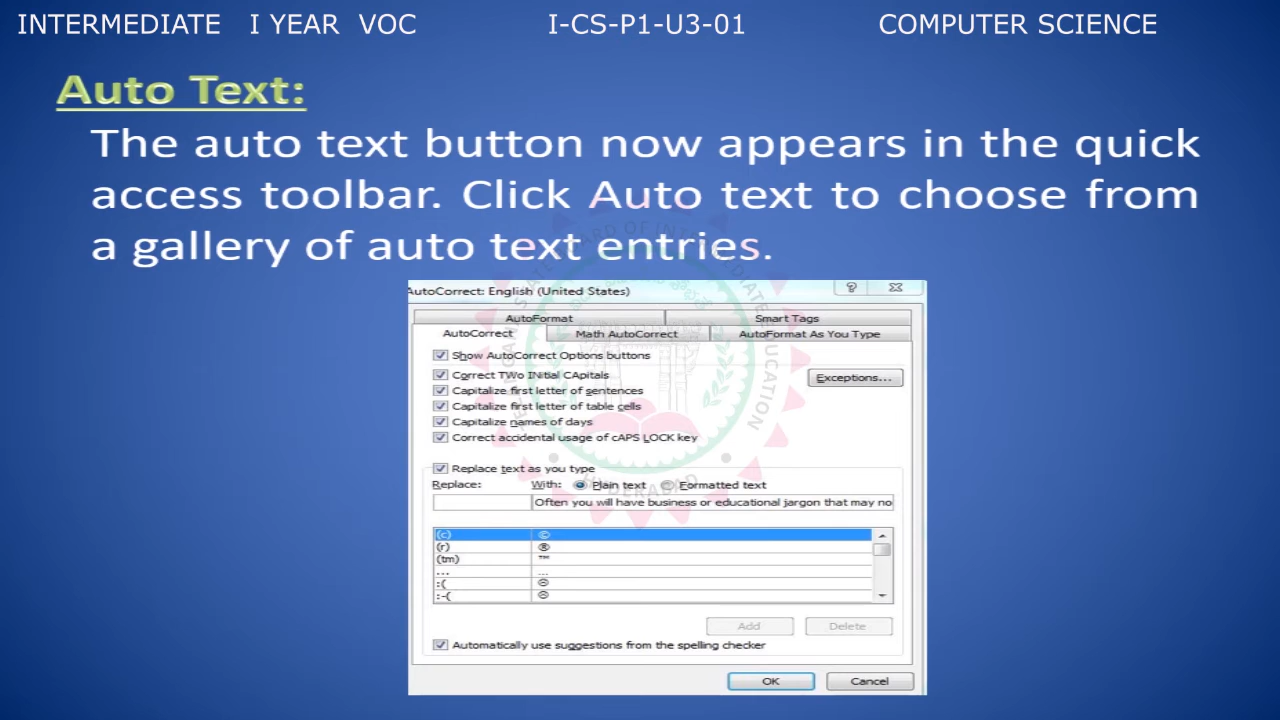 INTERMEDIATE I YEAR VOC I-CS-P1-U3-01 COMPUTER SCIENCE
Auto Text:
The auto text button now appears in the quick
access toolbar. Click Auto text to choose from
a gallery of auto text entries.
AutoCorrect: English (United States)
AutoFormat Smart Tags
AutoCorrect Math AutoCorrect AutoFormat As You Type
Show AutoCorrect Options buttons
Correct TWo INitial CApitals Exceptions...
Capitalize first letter of sentences
Capitalize first letter of table cells
Capitalize names of days
Correct accidental usage of cAPS LOCK key
Replace text as you type
Replace: With: Plain text Formatted text
Often you will have business or educational jargon that may no
(c) ©
(r) ®
(tm) ™
... ...
:( ☹
:-( ☹
Add Delete
Automatically use suggestions from the spelling checker
OK Cancel
HYDERABAD